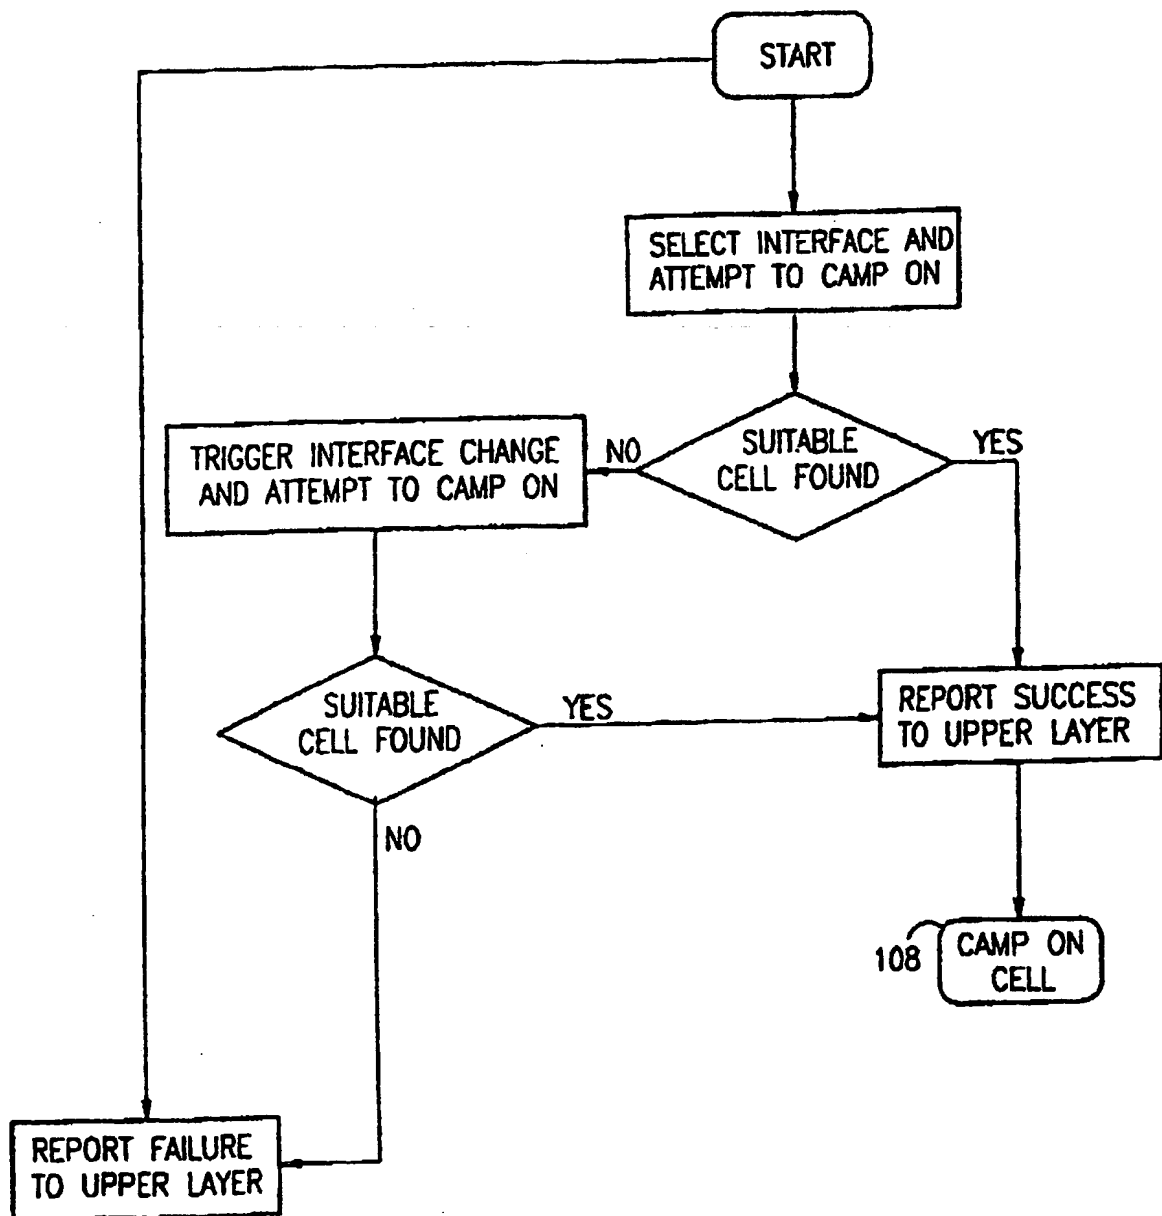 START
SELECT INTERFACE AND
ATTEMPT TO CAMP ON
TRIGGER INTERFACE CHANGE
AND ATTEMPT TO CAMP ON
NO
SUITABLE
CELL FOUND
YES
SUITABLE
CELL FOUND
YES
REPORT SUCCESS
TO UPPER LAYER
NO
108
CAMP ON
CELL
REPORT FAILURE
TO UPPER LAYER